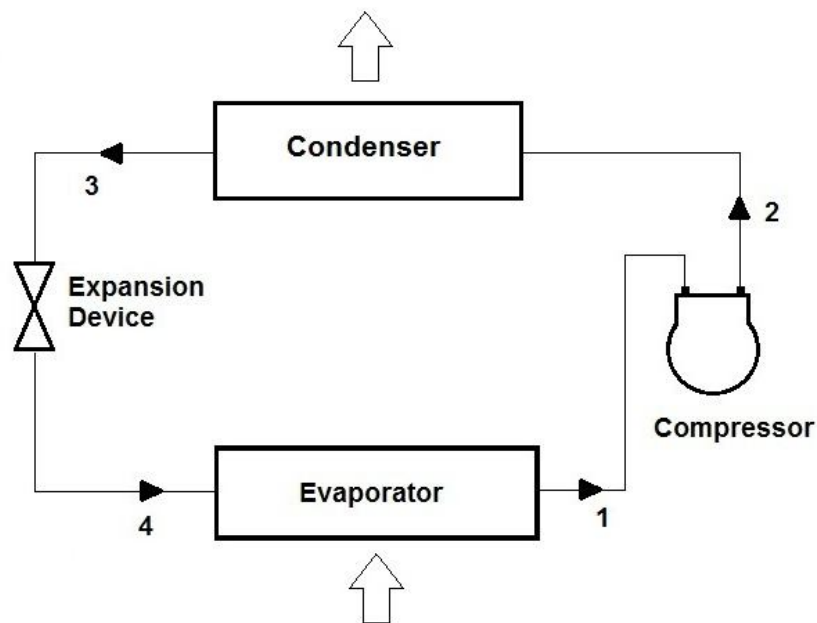 Condenser
3
2
Expansion
Device
Compressor
Evaporator
4
1